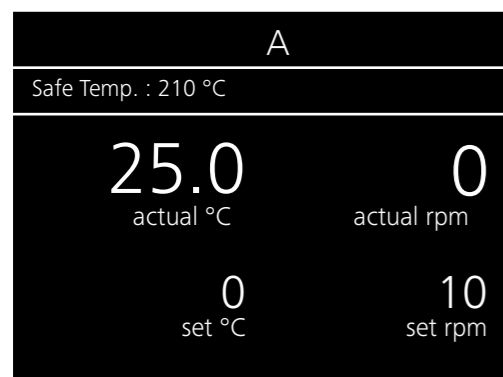 A
Safe Temp. : 210 °C
25.0 0
actual °C actual rpm
0 10
set °C set rpm